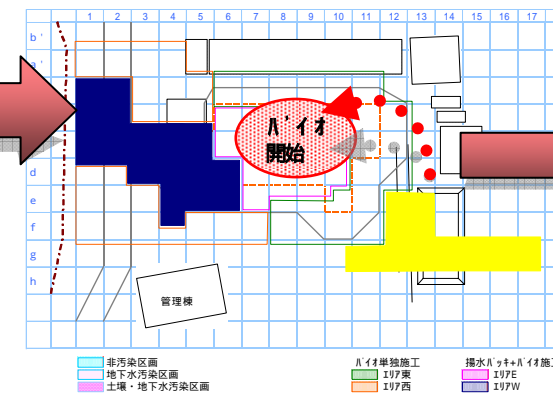 1 2 3 4 5 6 7 8 9 10 11 12 13 14 15 16 17
b'
a'
ﾊﾞｲｵ
開始
d
e
f
g
h
管理棟
非汚染区画
地下水汚染区画
土壌・地下水汚染区画
ﾊﾞｲｵ単独施工
ｴﾘｱ東
ｴﾘｱ西
揚水ﾊﾞｯｷ+ﾊﾞｲｵ施工
ｴﾘｱE
ｴﾘｱW